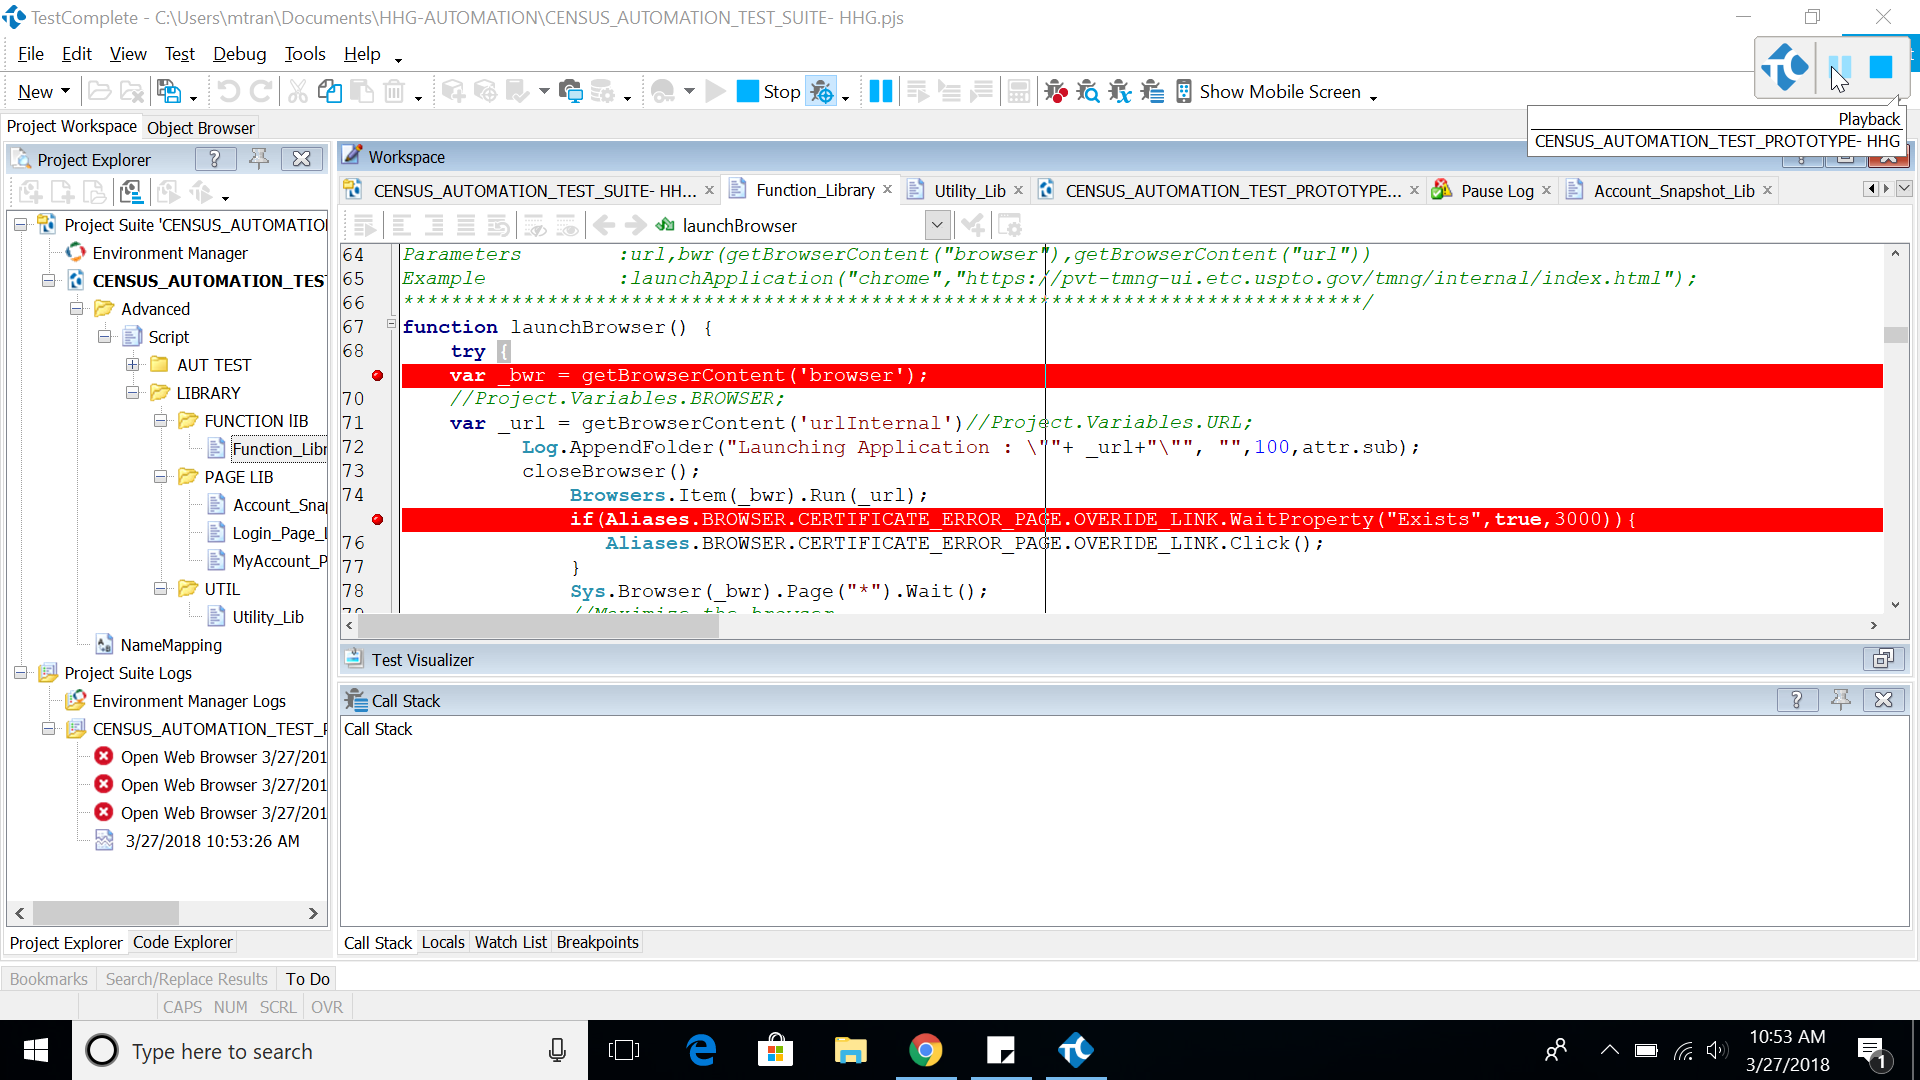 TestComplete - C:\Users\mtran\Documents\HHG-AUTOMATION\CENSUS_AUTOMATION_TEST_SUITE- HHG.pjs
File Edit View Test Debug Tools Help
New Stop Show Mobile Screen
Playback
CENSUS_AUTOMATION_TEST_PROTOTYPE- HHG
Project Workspace Object Browser
Project Explorer
Project Suite 'CENSUS_AUTOMATIO
Environment Manager
CENSUS_AUTOMATION_TES
Advanced
Script
AUT TEST
LIBRARY
FUNCTION lIB
Function_Libr
PAGE LIB
Account_Sna
Login_Page_L
MyAccount_P
UTIL
Utility_Lib
NameMapping
Project Suite Logs
Environment Manager Logs
CENSUS_AUTOMATION_TEST_P
Open Web Browser 3/27/201
Open Web Browser 3/27/201
Open Web Browser 3/27/201
3/27/2018 10:53:26 AM
Project Explorer Code Explorer
Workspace
CENSUS_AUTOMATION_TEST_SUITE- HH... Function_Library Utility_Lib CENSUS_AUTOMATION_TEST_PROTOTYPE... Pause Log Account_Snapshot_Lib
launchBrowser
64 Parameters :url,bwr(getBrowserContent("browser"),getBrowserContent("url"))
65 Example :launchApplication("chrome","https://pvt-tmng-ui.etc.uspto.gov/tmng/internal/index.html");
66 ********************************************************************************/
67 function launchBrowser() {
68 try {
var _bwr = getBrowserContent('browser');
70 //Project.Variables.BROWSER;
71 var _url = getBrowserContent('urlInternal')//Project.Variables.URL;
72 Log.AppendFolder("Launching Application : \""+ _url+"\"", "",100,attr.sub);
73 closeBrowser();
74 Browsers.Item(_bwr).Run(_url);
if(Aliases.BROWSER.CERTIFICATE_ERROR_PAGE.OVERIDE_LINK.WaitProperty("Exists",true,3000)){
76 Aliases.BROWSER.CERTIFICATE_ERROR_PAGE.OVERIDE_LINK.Click();
77 }
78 Sys.Browser(_bwr).Page("*").Wait();
79 //Maximize the browser
Test Visualizer
Call Stack
Call Stack
Call Stack Locals Watch List Breakpoints
Bookmarks Search/Replace Results To Do
CAPS NUM SCRL OVR
Type here to search
10:53 AM
3/27/2018
1